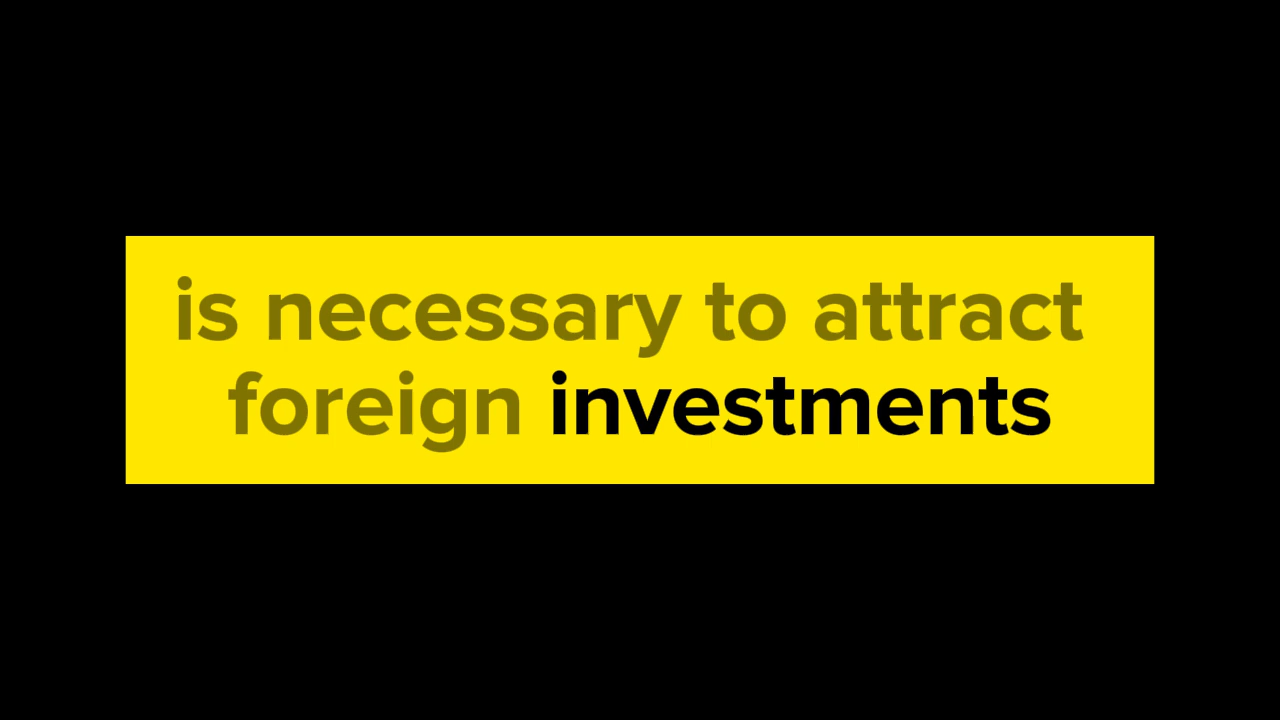 is necessary to attract
foreign investments